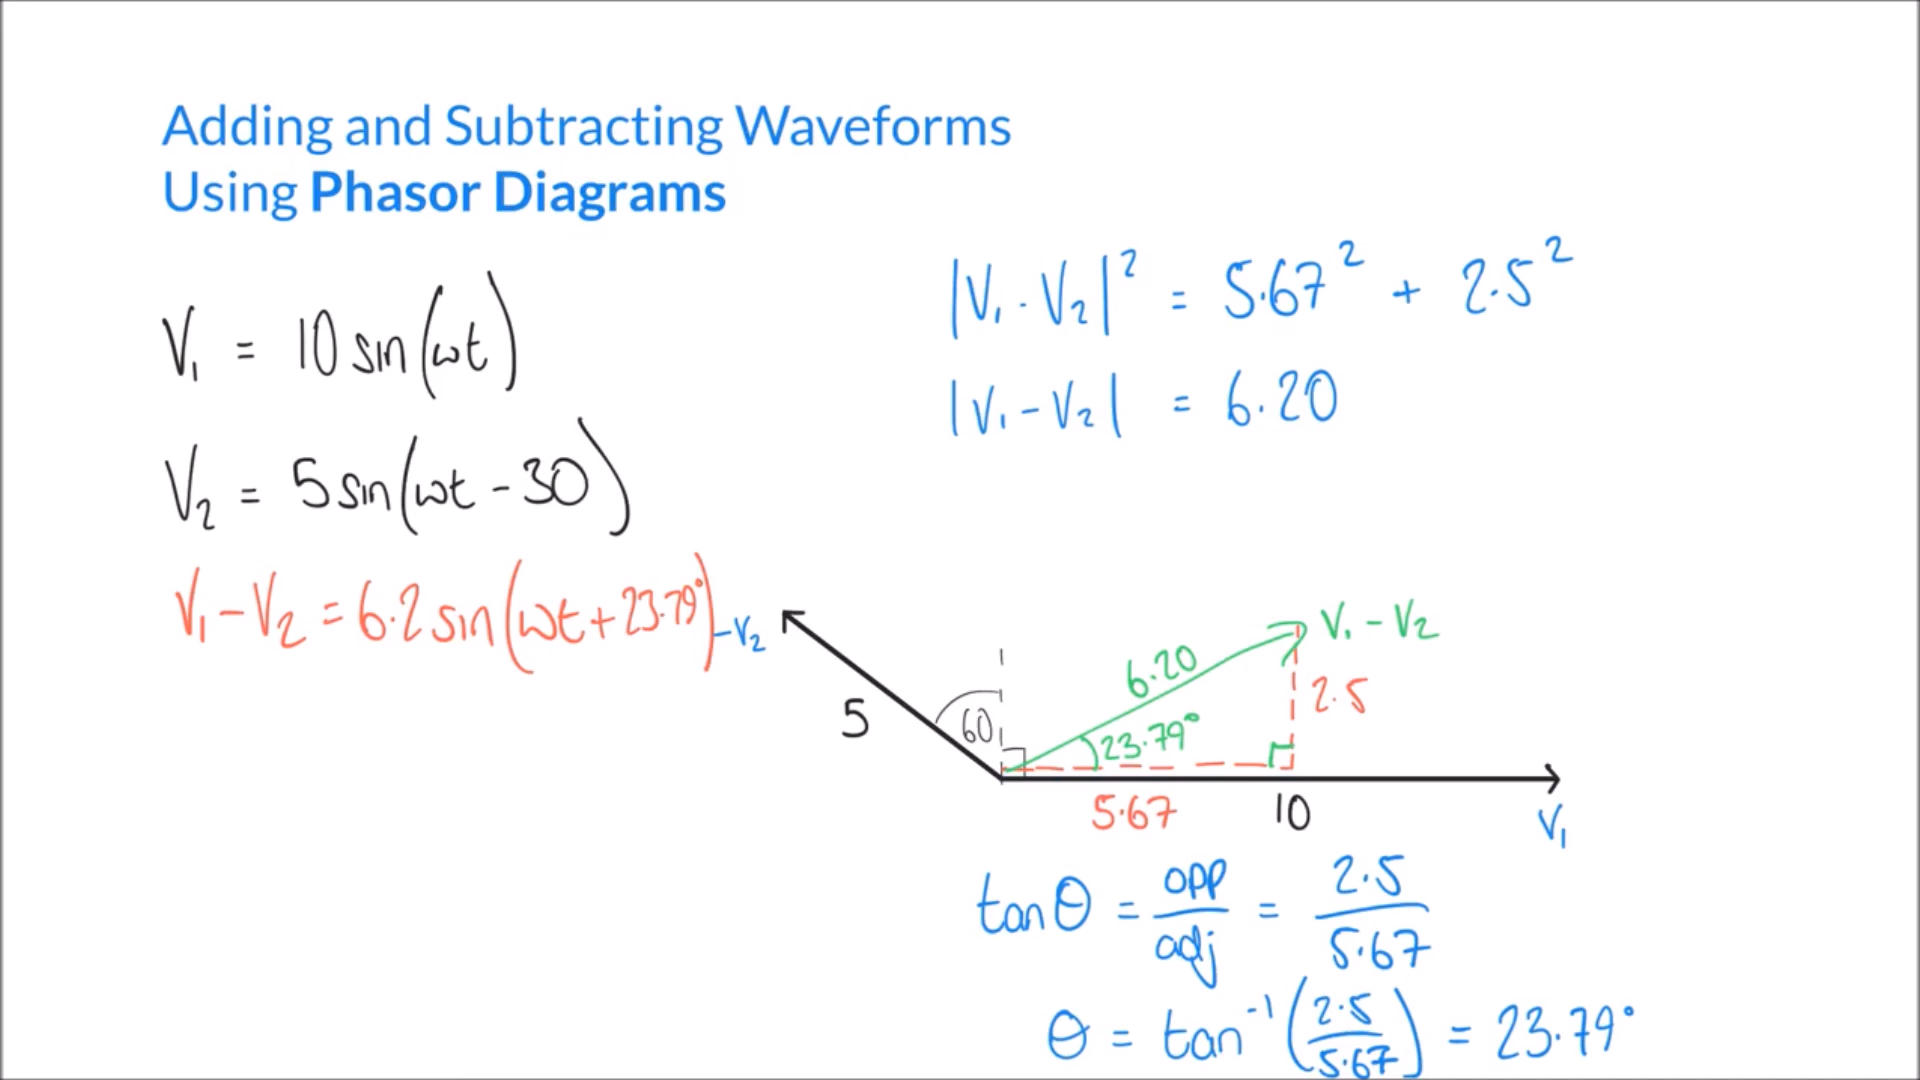 Adding and Subtracting Waveforms
Using Phasor Diagrams
V₁ = 10 sin(ωt)
V₂ = 5 sin(ωt - 30)
V₁ - V₂ = 6.2 sin(ωt + 23.79°)
|V₁ - V₂|² = 5.67² + 2.5²
|V₁ - V₂| = 6.20
-V₂
5
60
6.20
23.79°
V₁ - V₂
2.5
5.67
10
V₁
tan θ = opp/adj = 2.5/5.67
θ = tan⁻¹(2.5/5.67) = 23.79°